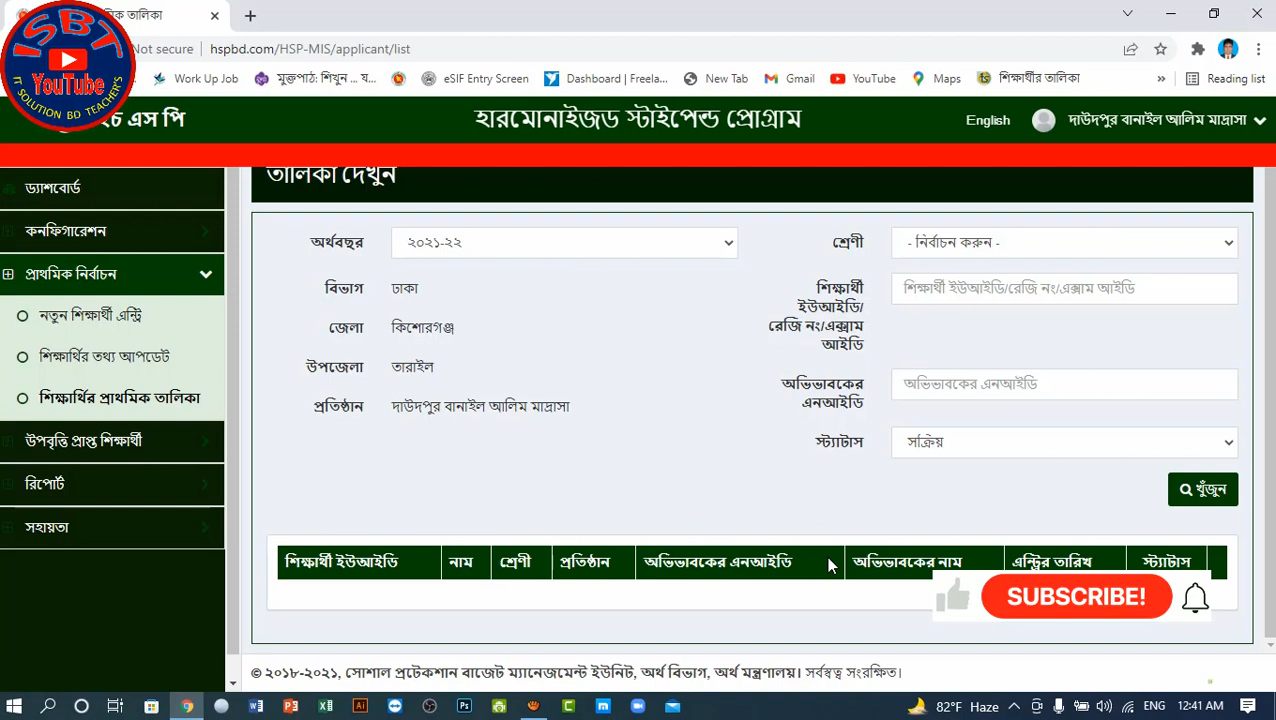 প্রাথমিক তালিকা
Not secure hspbd.com/HSP-MIS/applicant/list
Work Up Job মুক্তপাঠ: শিখুন ... য... eSIF Entry Screen Dashboard | Freela... New Tab Gmail YouTube Maps শিক্ষার্থীর তালিকা » Reading list
ISBT
YouTube
IT SOLUTION BD TEACHERS
এইচ এস পি হারমোনাইজড স্টাইপেন্ড প্রোগ্রাম English দাউদপুর বানাইল আলিম মাদ্রাসা
ড্যাশবোর্ড
কনফিগারেশন
প্রাথমিক নির্বাচন
নতুন শিক্ষার্থী এন্ট্রি
শিক্ষার্থির তথ্য আপডেট
শিক্ষার্থির প্রাথমিক তালিকা
উপবৃত্তি প্রাপ্ত শিক্ষার্থী
রিপোর্ট
সহায়তা
তালিকা দেখুন
অর্থবছর ২০২১-২২
বিভাগ ঢাকা
জেলা কিশোরগঞ্জ
উপজেলা তারাইল
প্রতিষ্ঠান দাউদপুর বানাইল আলিম মাদ্রাসা
শ্রেণী - নির্বাচন করুন -
শিক্ষার্থী শিক্ষার্থী ইউআইডি/রেজি নং/এক্সাম আইডি
ইউআইডি/
রেজি নং/এক্সাম
আইডি
অভিভাবকের অভিভাবকের এনআইডি
এনআইডি
স্ট্যাটাস সক্রিয়
খুঁজুন
শিক্ষার্থী ইউআইডি নাম শ্রেণী প্রতিষ্ঠান অভিভাবকের এনআইডি অভিভাবকের নাম এন্ট্রির তারিখ স্ট্যাটাস
SUBSCRIBE!
© ২০১৮-২০২১, সোশাল প্রটেকশান বাজেট ম্যানেজমেন্ট ইউনিট, অর্থ বিভাগ, অর্থ মন্ত্রণালয়। সর্বস্বত্ব সংরক্ষিত।
82°F Haze ENG 12:41 AM